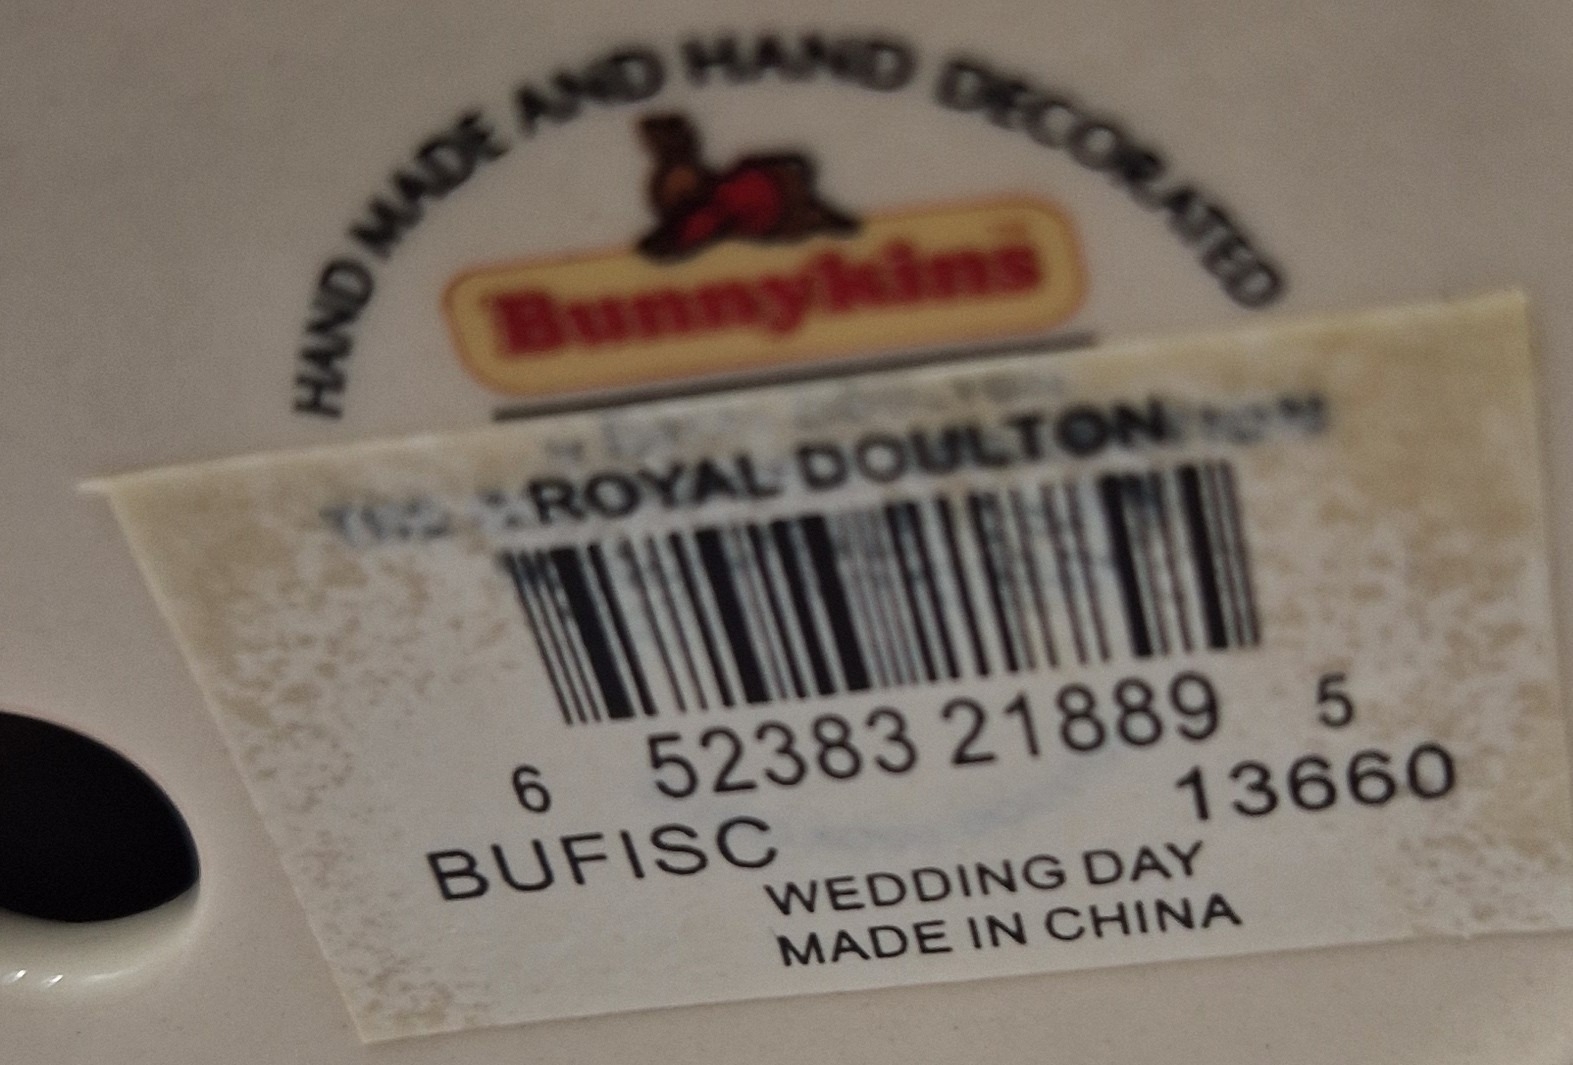 HAND MADE AND HAND DECORATED
Bunnykins
ROYAL DOULTON
6 52383 21889 5
BUFISC 13660
WEDDING DAY
MADE IN CHINA